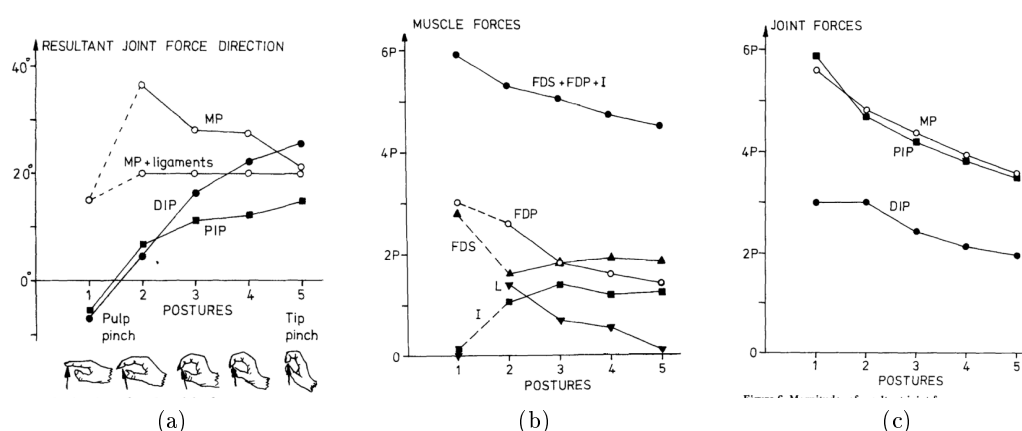 RESULTANT JOINT FORCE DIRECTION
40°
MP
20°
MP + ligaments
DIP
PIP
0°
1 2 3 4 5
POSTURES
Pulp pinch
Tip pinch
(a)
MUSCLE FORCES
6P
FDS + FDP + I
4P
FDP
FDS
2P
L
I
0
1 2 3 4 5
POSTURES
(b)
JOINT FORCES
6P
MP
4P
PIP
DIP
2P
0
1 2 3 4 5
POSTURES
(c)